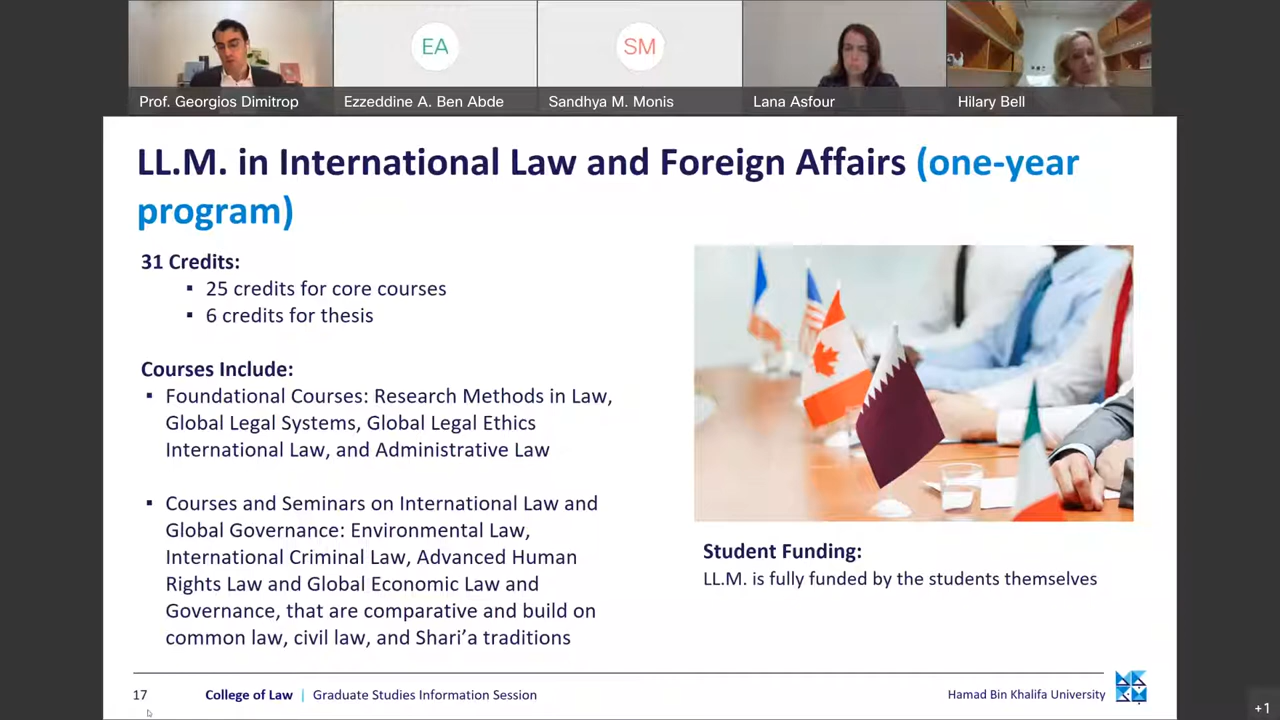 EA
SM
Prof. Georgios Dimitrop
Ezzeddine A. Ben Abde
Sandhya M. Monis
Lana Asfour
Hilary Bell
LL.M. in International Law and Foreign Affairs (one-year
program)
31 Credits:
▪ 25 credits for core courses
▪ 6 credits for thesis
Courses Include:
▪ Foundational Courses: Research Methods in Law,
Global Legal Systems, Global Legal Ethics
International Law, and Administrative Law
▪ Courses and Seminars on International Law and
Global Governance: Environmental Law,
International Criminal Law, Advanced Human
Rights Law and Global Economic Law and
Governance, that are comparative and build on
common law, civil law, and Shari’a traditions
Student Funding:
LL.M. is fully funded by the students themselves
17
College of Law | Graduate Studies Information Session
Hamad Bin Khalifa University
+1